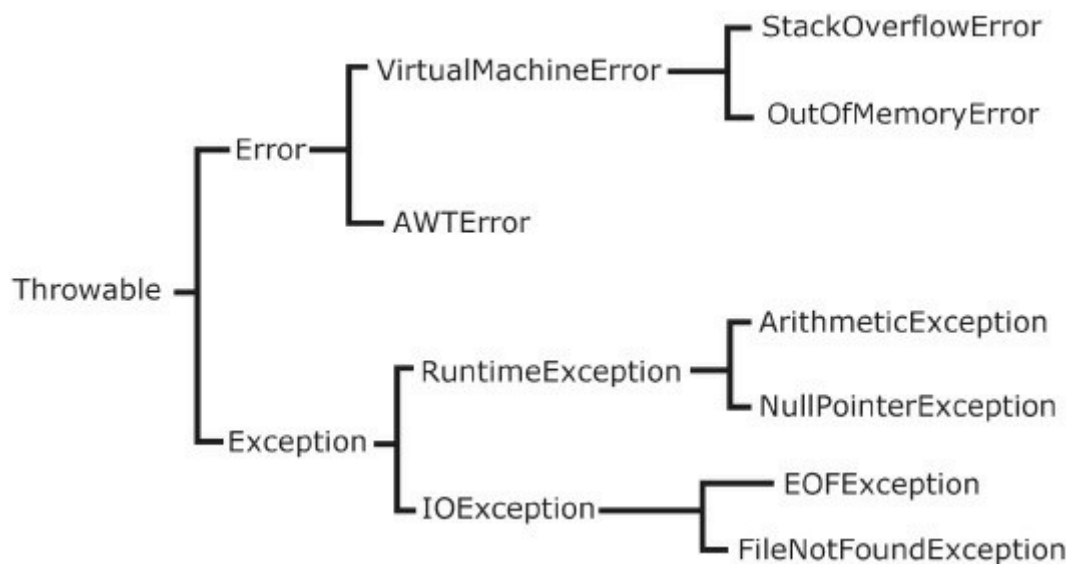 StackOverflowError
VirtualMachineError
OutOfMemoryError
Error
AWTError
Throwable
ArithmeticException
RuntimeException
NullPointerException
Exception
EOFException
IOException
FileNotFoundException